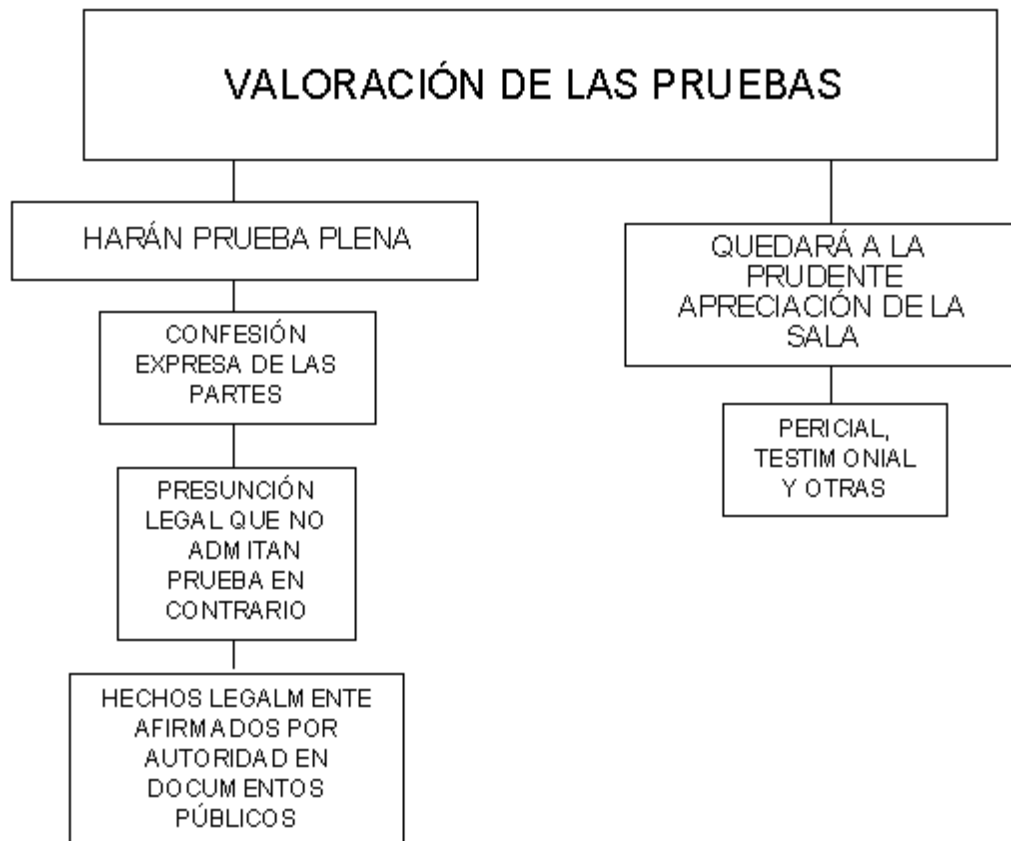 VALORACIÓN DE LAS PRUEBAS
HARÁN PRUEBA PLENA
CONFESIÓN
EXPRESA DE LAS
PARTES
PRESUNCIÓN
LEGAL QUE NO
ADMITAN
PRUEBA EN
CONTRARIO
HECHOS LEGALMENTE
AFIRMADOS POR
AUTORIDAD EN
DOCUMENTOS
PÚBLICOS
QUEDARÁ A LA
PRUDENTE
APRECIACIÓN DE LA
SALA
PERICIAL,
TESTIMONIAL
Y OTRAS